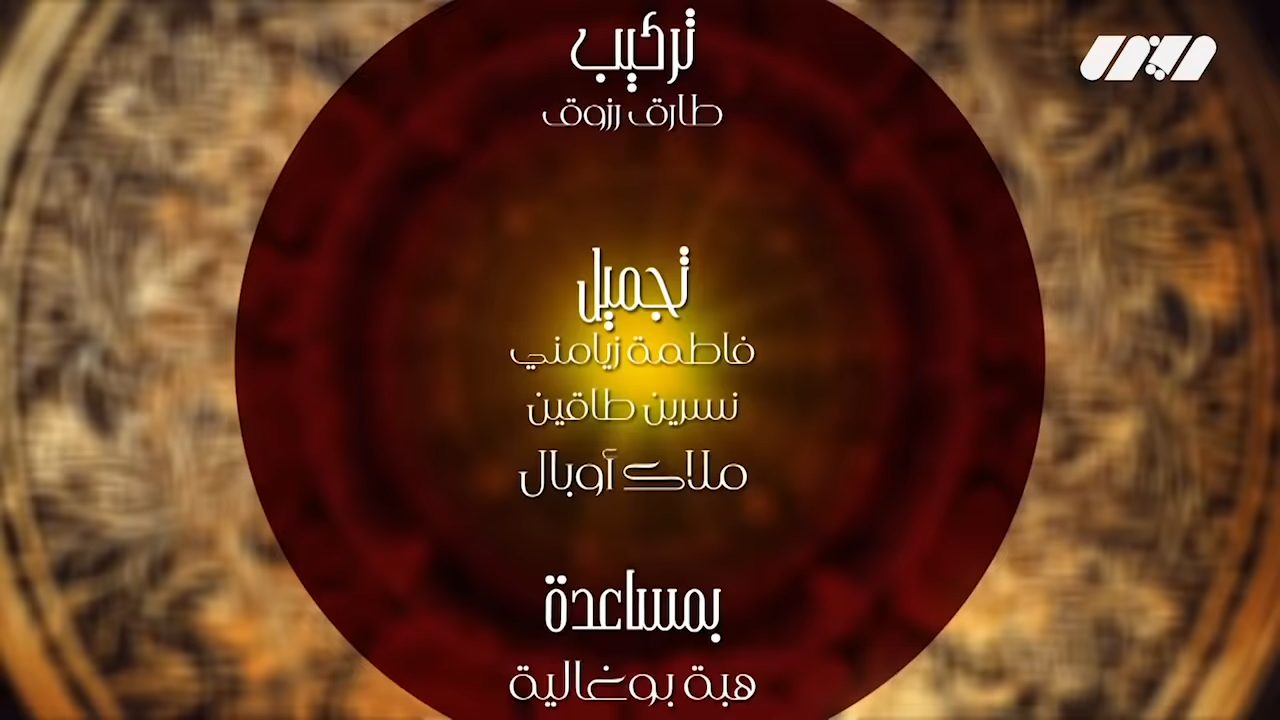 تركيب
طارق رزوق
تجميل
فاطمة زيامني
نسرين طاقين
ملاك أوبال
بمساعدة
هبة بوغالية